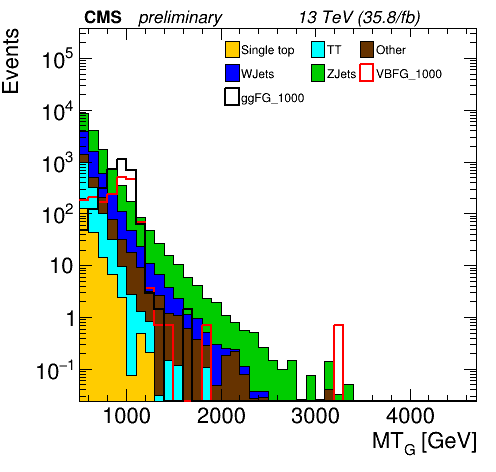 CMS preliminary 13 TeV (35.8/fb)
Events
Single top TT Other
WJets ZJets VBFG_1000
ggFG_1000
10^5
10^4
10^3
10^2
10
1
10^-1
1000 2000 3000 4000
MT_G [GeV]